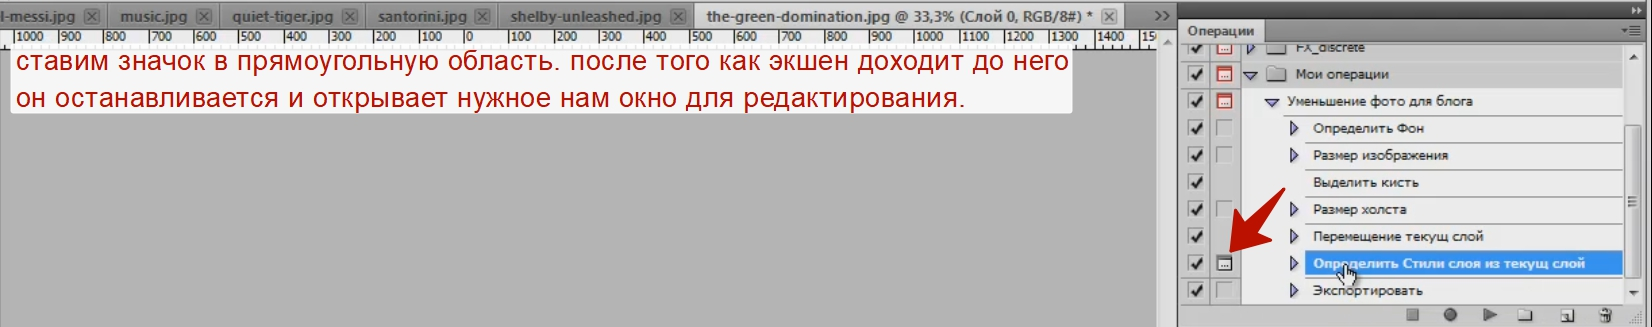 l-messi.jpg music.jpg quiet-tiger.jpg santorini.jpg shelby-unleashed.jpg the-green-domination.jpg @ 33,3% (Слой 0, RGB/8#) *
1000 900 800 700 600 500 400 300 200 100 0 100 200 300 400 500 600 700 800 900 1000 1100 1200 1300 1400 150
ставим значок в прямоугольную область. после того как экшен доходит до него
он останавливается и открывает нужное нам окно для редактирования.
Операции
FX_discrete
Мои операции
Уменьшение фото для блога
Определить Фон
Размер изображения
Выделить кисть
Размер холста
Перемещение текущ слой
Определить Стили слоя из текущ слой
Экспортировать